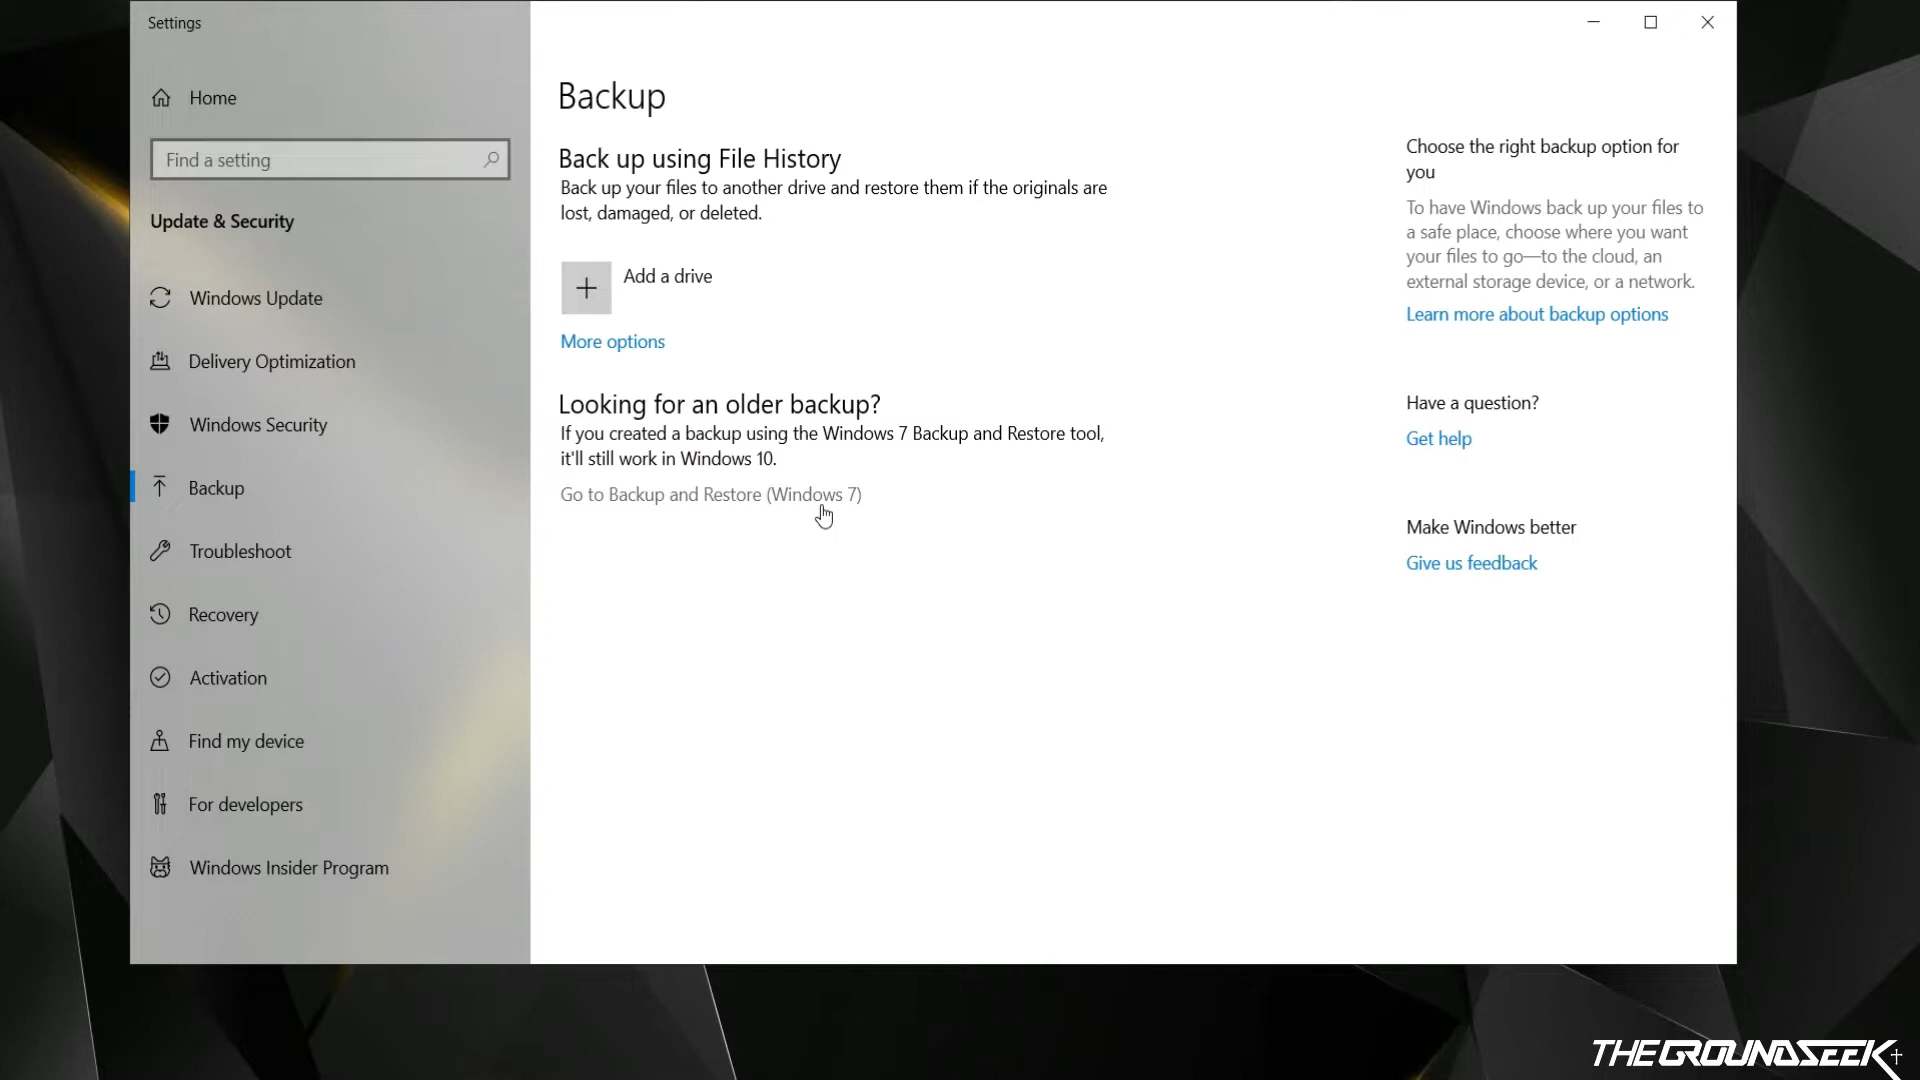 Settings
Home
Find a setting
Update & Security
Windows Update
Delivery Optimization
Windows Security
Backup
Troubleshoot
Recovery
Activation
Find my device
For developers
Windows Insider Program
Backup
Back up using File History
Back up your files to another drive and restore them if the originals are
lost, damaged, or deleted.
Add a drive
More options
Looking for an older backup?
If you created a backup using the Windows 7 Backup and Restore tool,
it'll still work in Windows 10.
Go to Backup and Restore (Windows 7)
Choose the right backup option for
you
To have Windows back up your files to
a safe place, choose where you want
your files to go—to the cloud, an
external storage device, or a network.
Learn more about backup options
Have a question?
Get help
Make Windows better
Give us feedback
THEGROUNDSEEK